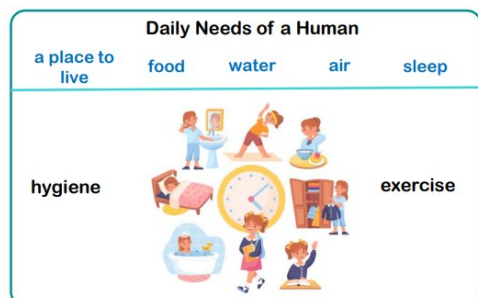 Daily Needs of a Human
a place to live
food
water
air
sleep
hygiene
exercise